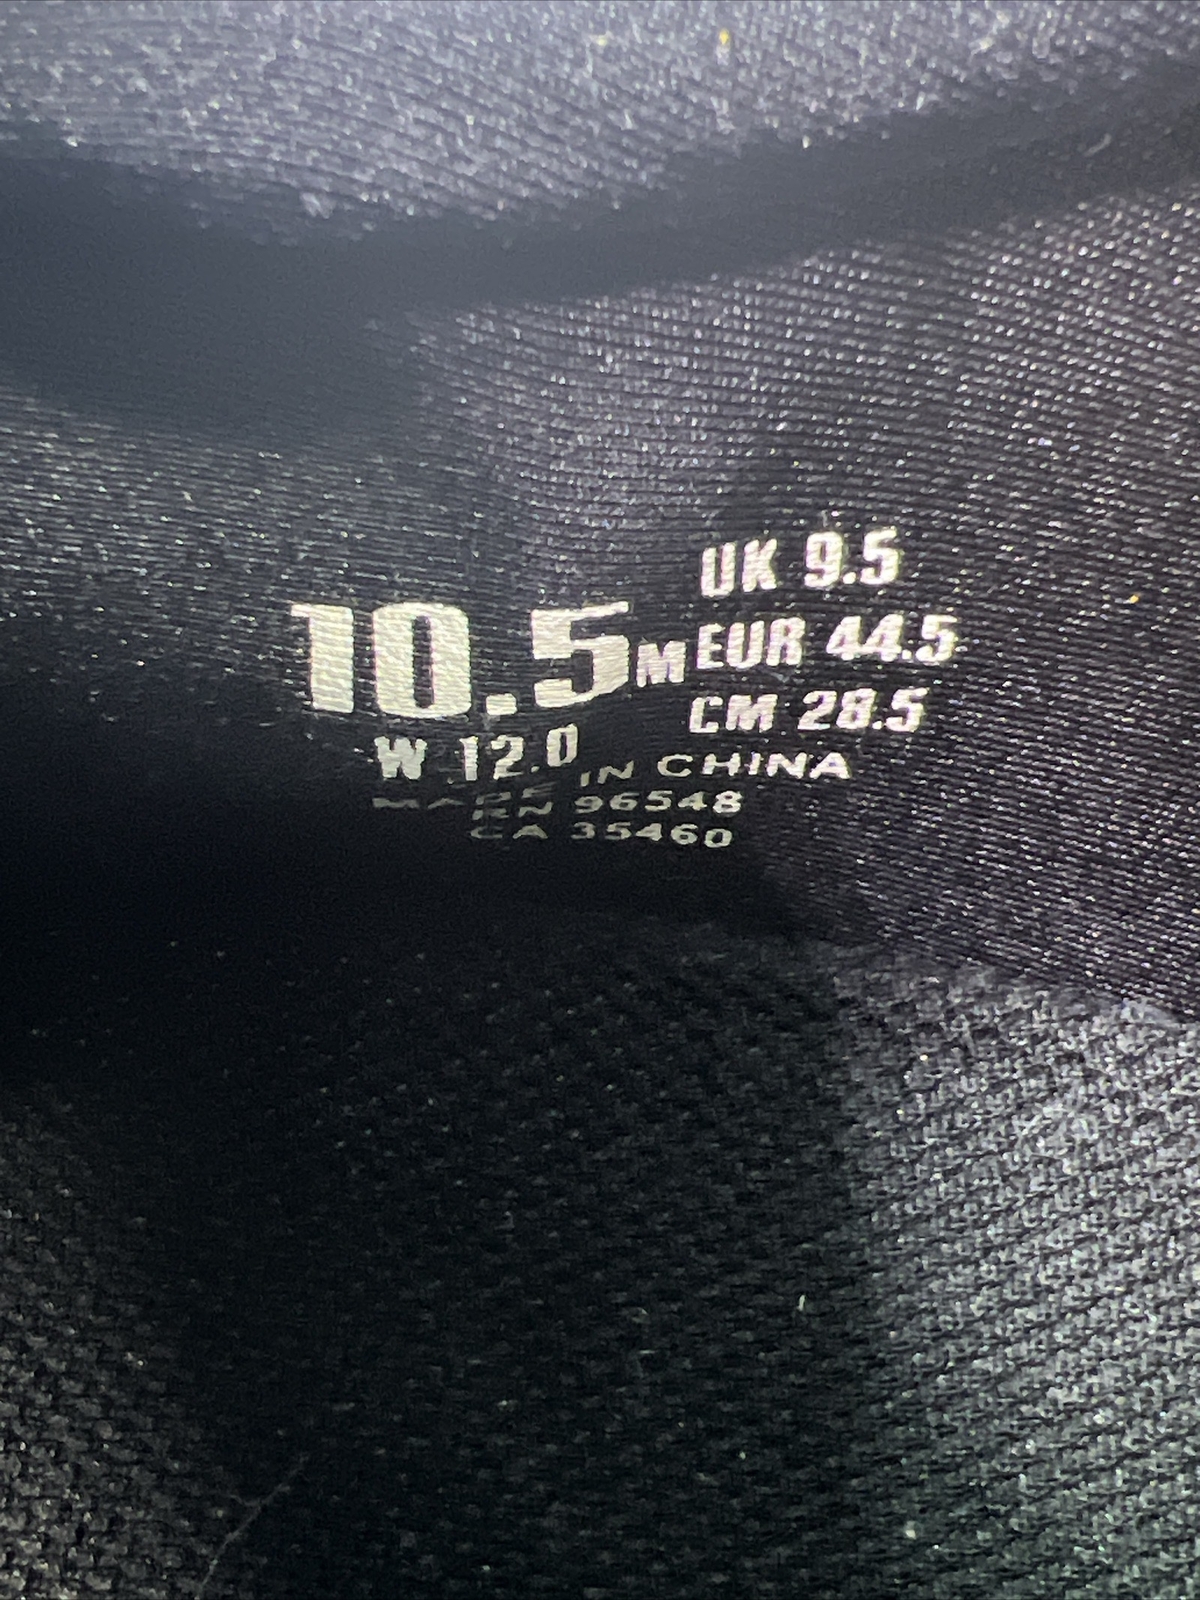 10.5 M
W 12.0
UK 9.5
EUR 44.5
CM 28.5
MADE IN CHINA
RN 96548
CA 35460